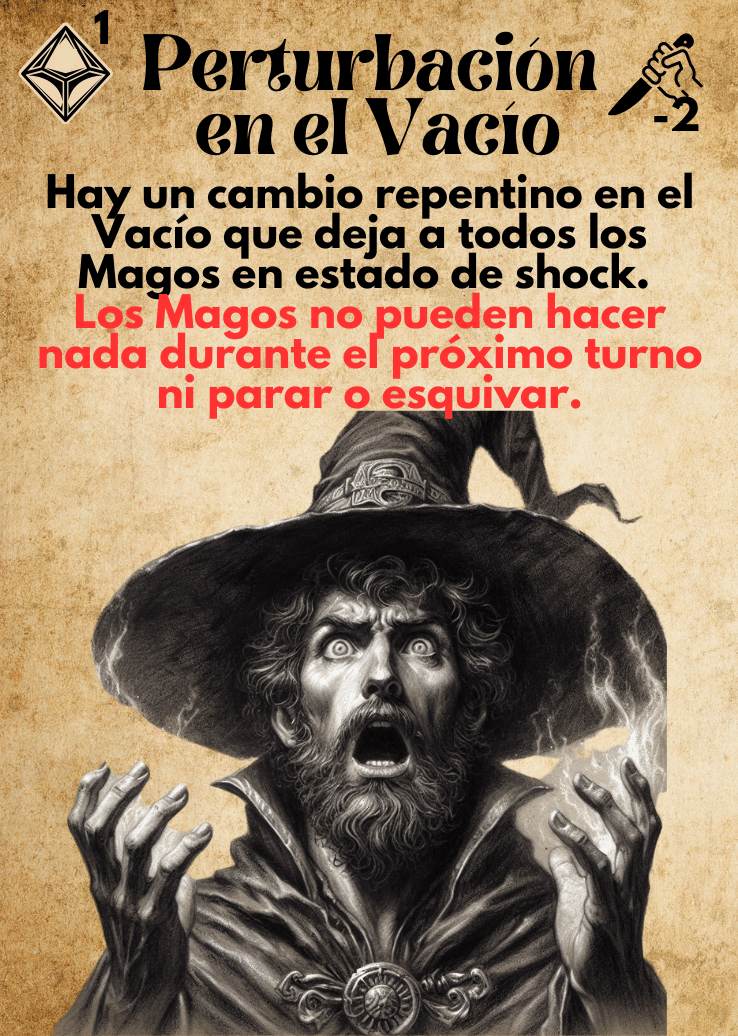 1
Perturbación
en el Vacío
-2
Hay un cambio repentino en el
Vacío que deja a todos los
Magos en estado de shock.
Los Magos no pueden hacer
nada durante el próximo turno
ni parar o esquivar.